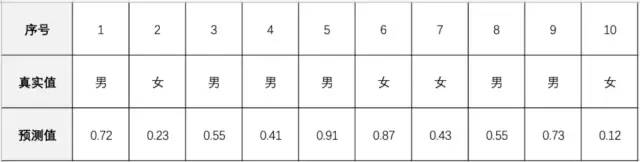 序号 1 2 3 4 5 6 7 8 9 10
真实值 男 女 男 男 男 女 女 男 男 女
预测值 0.72 0.23 0.55 0.41 0.91 0.87 0.43 0.55 0.73 0.12